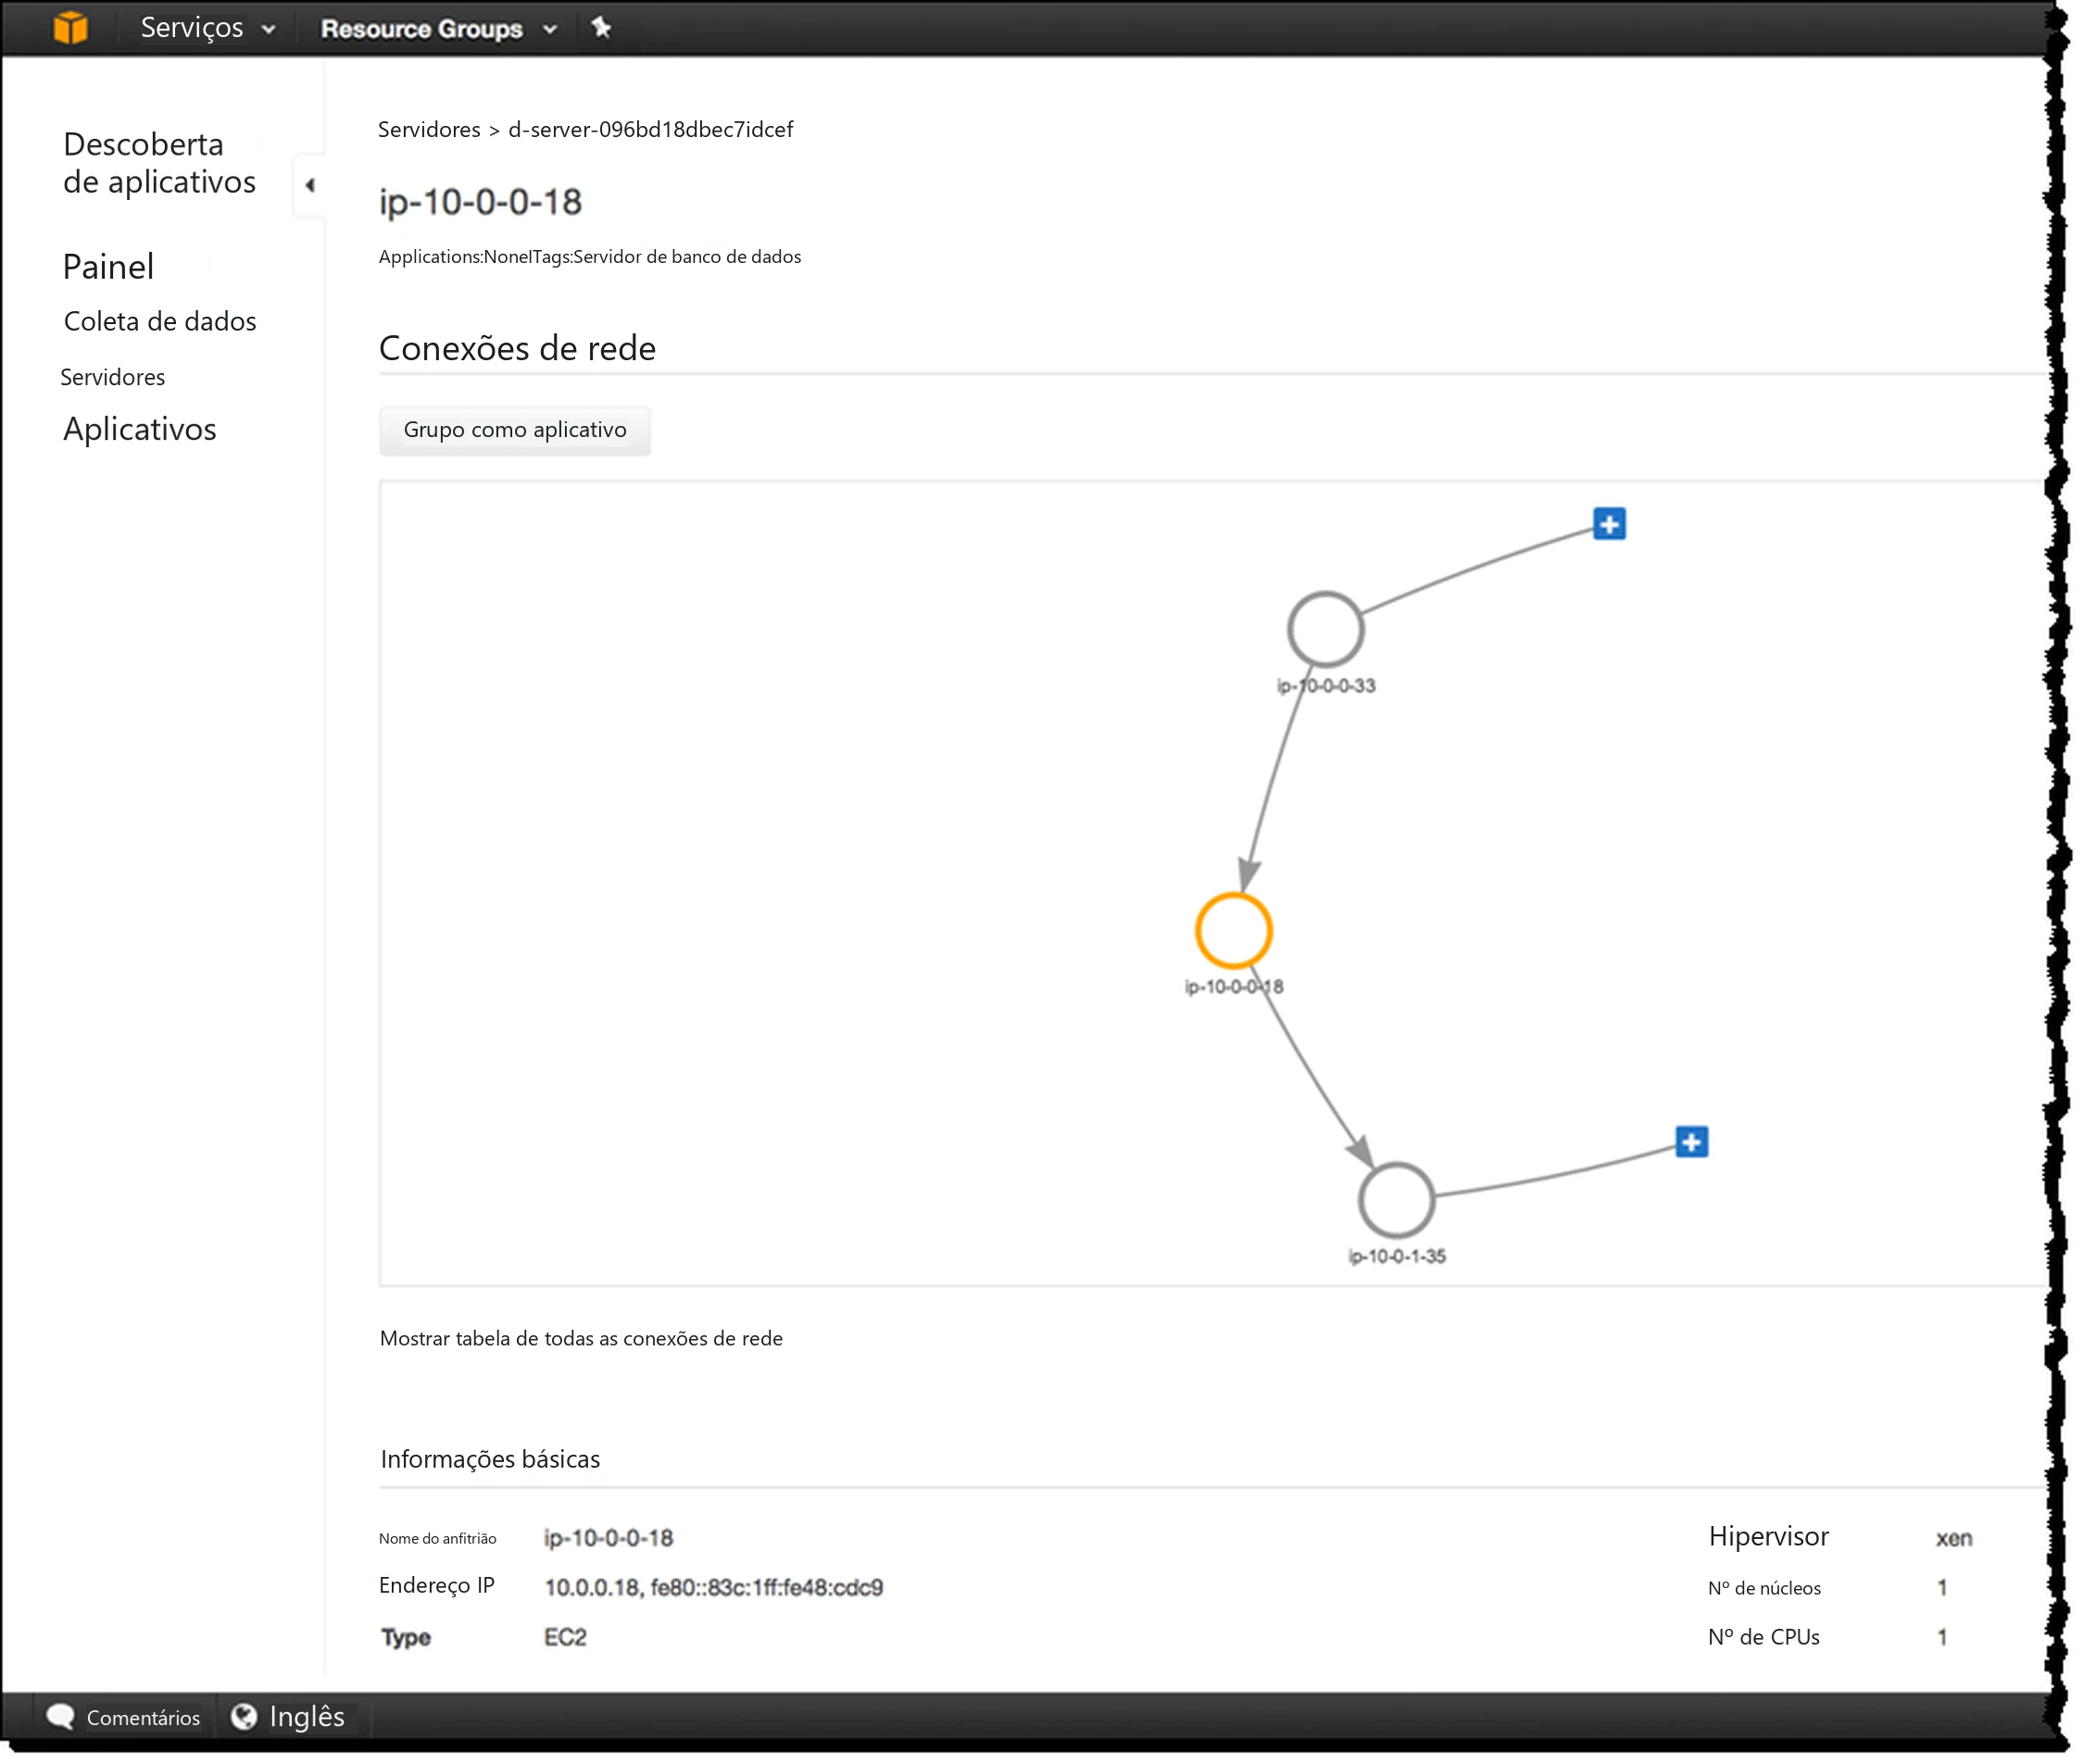 Serviços
Resource Groups
Descoberta
de aplicativos
Painel
Coleta de dados
Servidores
Aplicativos
Servidores > d-server-096bd18dbec7idcef
ip-10-0-0-18
Applications:NoneITags:Servidor de banco de dados
Conexões de rede
Grupo como aplicativo
ip-10-0-0-33
ip-10-0-0-18
ip-10-0-1-35
Mostrar tabela de todas as conexões de rede
Informações básicas
Nome do anfitrião ip-10-0-0-18
Hipervisor xen
Endereço IP 10.0.0.18, fe80::83c:1ff:fe48:cdc9
Nº de núcleos 1
Type EC2
Nº de CPUs 1
Comentários
Inglês